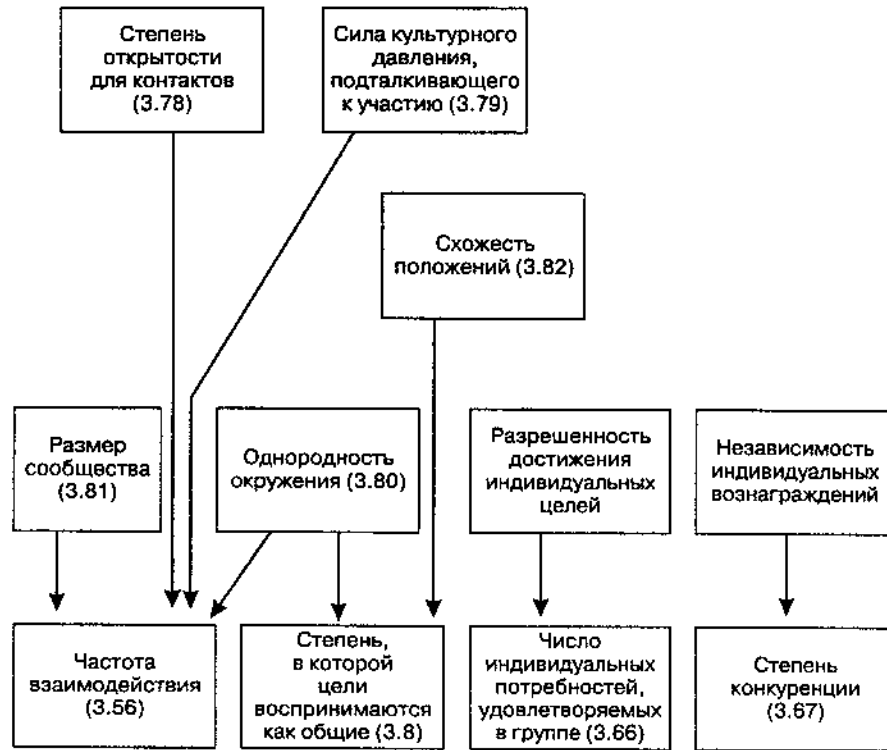 Степень
открытости
для контактов
(3.78)
Сила культурного
давления,
подталкивающего
к участию (3.79)
Схожесть
положений (3.82)
Размер
сообщества
(3.81)
Однородность
окружения (3.80)
Разрешенность
достижения
индивидуальных
целей
Независимость
индивидуальных
вознаграждений
Частота
взаимодействия
(3.56)
Степень,
в которой
цели
воспринимаются
как общие (3.8)
Число
индивидуальных
потребностей,
удовлетворяемых
в группе (3.66)
Степень
конкуренции
(3.67)